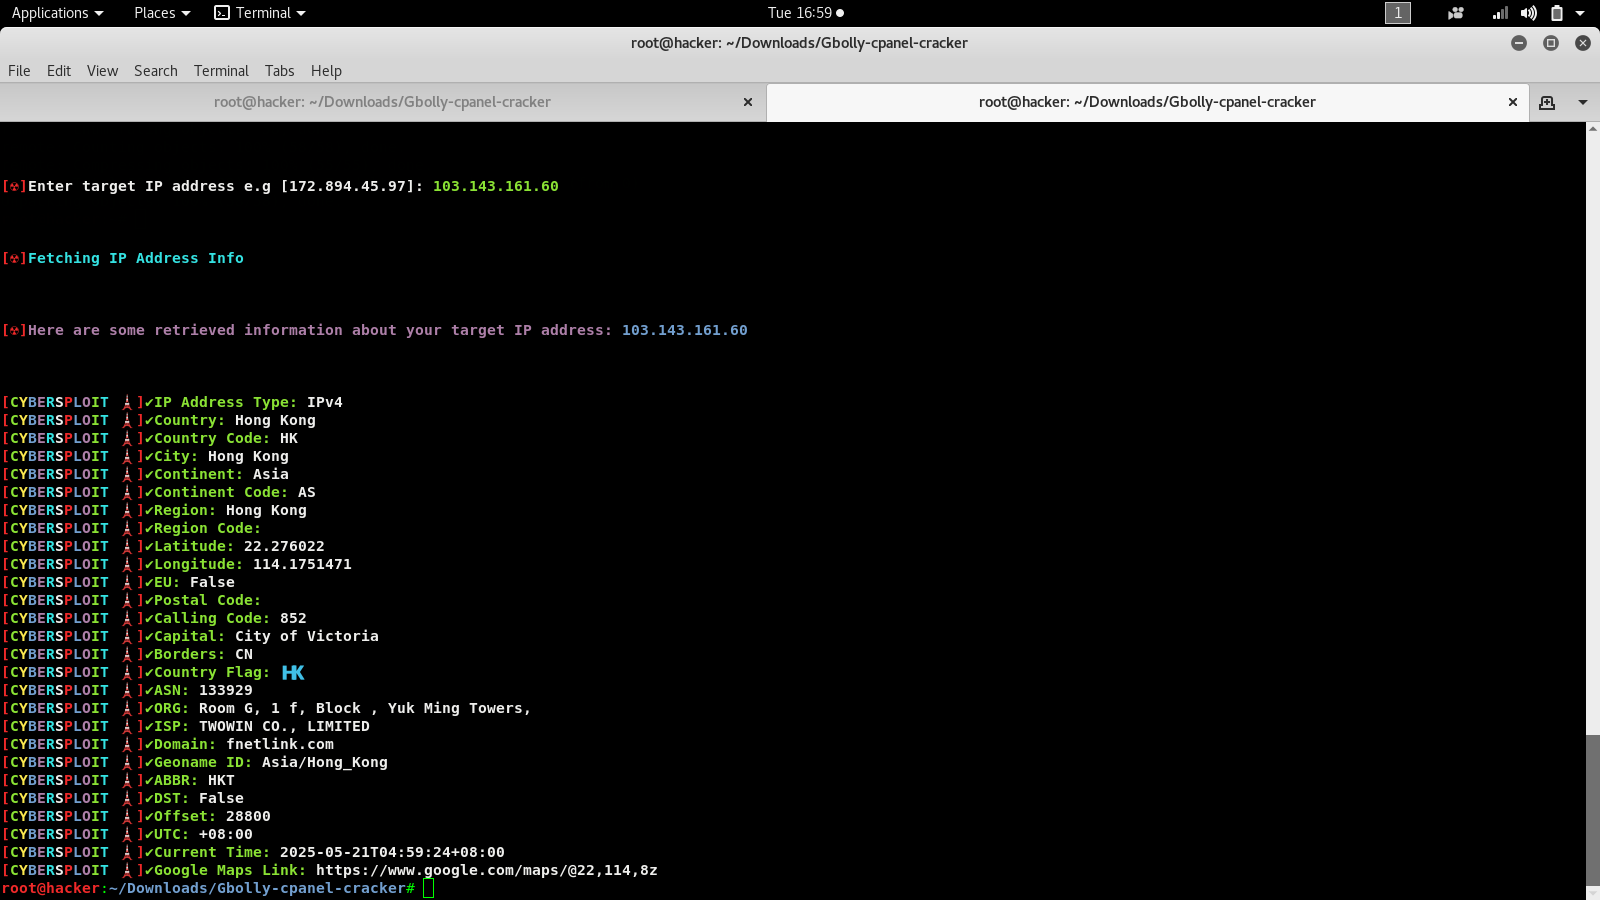 Applications Places Terminal Tue 16:59 1
root@hacker: ~/Downloads/Gbolly-cpanel-cracker
File Edit View Search Terminal Tabs Help
root@hacker: ~/Downloads/Gbolly-cpanel-cracker root@hacker: ~/Downloads/Gbolly-cpanel-cracker
[☢]Enter target IP address e.g [172.894.45.97]: 103.143.161.60
[☢]Fetching IP Address Info
[☢]Here are some retrieved information about your target IP address: 103.143.161.60
[CYBERSPLOIT 🗼]✔IP Address Type: IPv4
[CYBERSPLOIT 🗼]✔Country: Hong Kong
[CYBERSPLOIT 🗼]✔Country Code: HK
[CYBERSPLOIT 🗼]✔City: Hong Kong
[CYBERSPLOIT 🗼]✔Continent: Asia
[CYBERSPLOIT 🗼]✔Continent Code: AS
[CYBERSPLOIT 🗼]✔Region: Hong Kong
[CYBERSPLOIT 🗼]✔Region Code:
[CYBERSPLOIT 🗼]✔Latitude: 22.276022
[CYBERSPLOIT 🗼]✔Longitude: 114.1751471
[CYBERSPLOIT 🗼]✔EU: False
[CYBERSPLOIT 🗼]✔Postal Code:
[CYBERSPLOIT 🗼]✔Calling Code: 852
[CYBERSPLOIT 🗼]✔Capital: City of Victoria
[CYBERSPLOIT 🗼]✔Borders: CN
[CYBERSPLOIT 🗼]✔Country Flag: HK
[CYBERSPLOIT 🗼]✔ASN: 133929
[CYBERSPLOIT 🗼]✔ORG: Room G, 1 f, Block , Yuk Ming Towers,
[CYBERSPLOIT 🗼]✔ISP: TWOWIN CO., LIMITED
[CYBERSPLOIT 🗼]✔Domain: fnetlink.com
[CYBERSPLOIT 🗼]✔Geoname ID: Asia/Hong_Kong
[CYBERSPLOIT 🗼]✔ABBR: HKT
[CYBERSPLOIT 🗼]✔DST: False
[CYBERSPLOIT 🗼]✔Offset: 28800
[CYBERSPLOIT 🗼]✔UTC: +08:00
[CYBERSPLOIT 🗼]✔Current Time: 2025-05-21T04:59:24+08:00
[CYBERSPLOIT 🗼]✔Google Maps Link: https://www.google.com/maps/@22,114,8z
root@hacker:~/Downloads/Gbolly-cpanel-cracker#